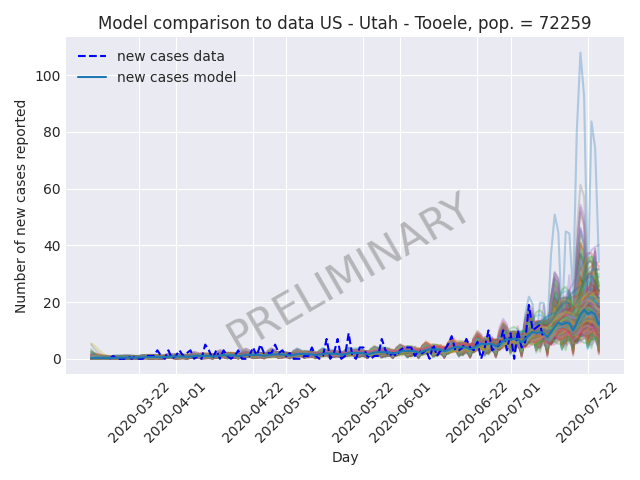 Model comparison to data US - Utah - Tooele, pop. = 72259
new cases data
new cases model
Number of new cases reported
100
80
60
40
20
0
PRELIMINARY
2020-03-22
2020-04-01
2020-04-22
2020-05-01
2020-05-22
2020-06-01
2020-06-22
2020-07-01
2020-07-22
Day